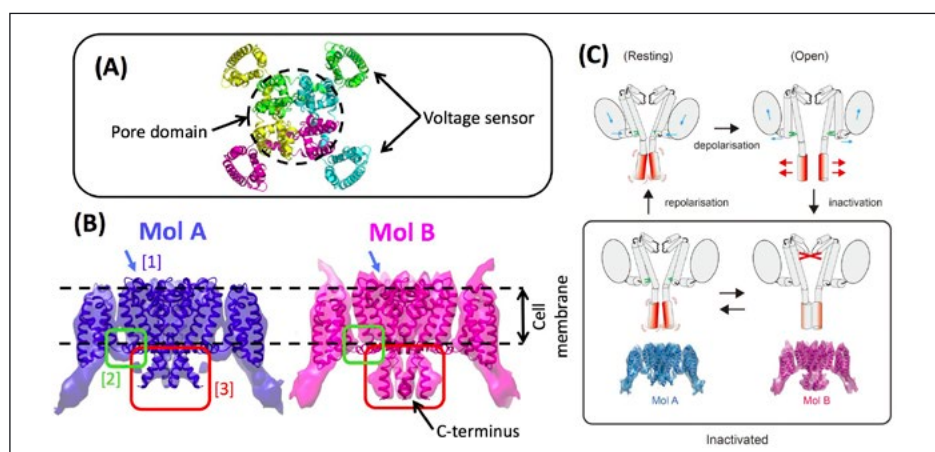 (A)
Pore domain
Voltage sensor
(B)
Mol A
Mol B
[1]
[2]
[3]
Cell
membrane
C-terminus
(C)
(Resting)
(Open)
depolarisation
repolarisation
inactivation
Mol A
Mol B
Inactivated